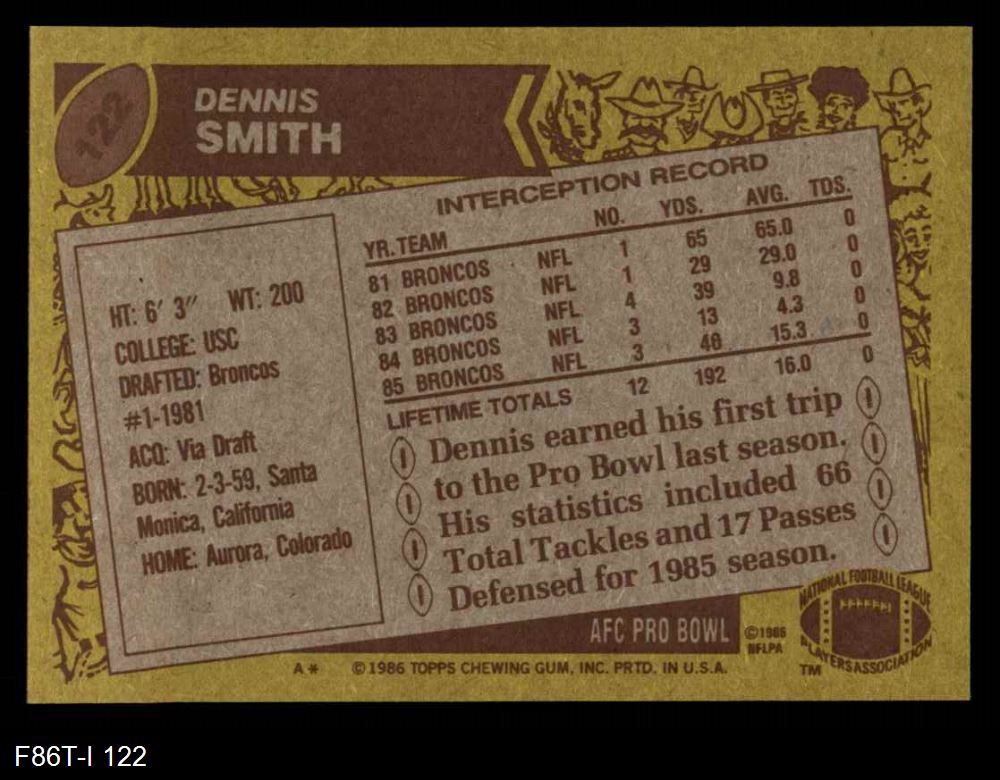 122
DENNIS
SMITH
INTERCEPTION RECORD
YR. TEAM NO. YDS. AVG. TDS.
81 BRONCOS NFL 1 65 65.0 0
82 BRONCOS NFL 1 29 29.0 0
83 BRONCOS NFL 4 39 9.8 0
84 BRONCOS NFL 3 13 4.3 0
85 BRONCOS NFL 3 46 15.3 0
LIFETIME TOTALS 12 192 16.0 0
HT: 6' 3" WT: 200
COLLEGE: USC
DRAFTED: Broncos
#1-1981
ACQ: Via Draft
BORN: 2-3-59, Santa
Monica, California
HOME: Aurora, Colorado
Dennis earned his first trip
to the Pro Bowl last season.
His statistics included 66
Total Tackles and 17 Passes
Defensed for 1985 season.
AFC PRO BOWL
©1986
NFLPA
NATIONAL FOOTBALL LEAGUE
PLAYERS ASSOCIATION
TM
A* ©1986 TOPPS CHEWING GUM, INC. PRTD. IN U.S.A.
F86T-I 122